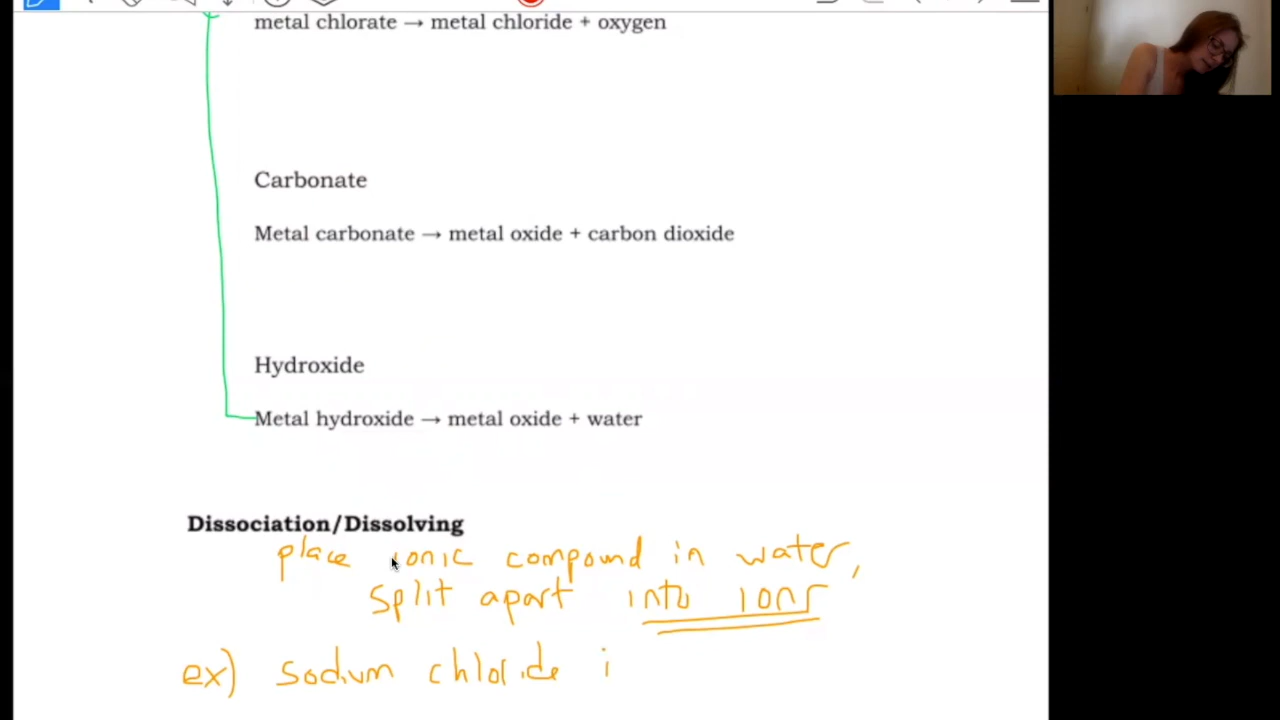 metal chlorate → metal chloride + oxygen
Carbonate
Metal carbonate → metal oxide + carbon dioxide
Hydroxide
Metal hydroxide → metal oxide + water
Dissociation/Dissolving
place ionic compound in water,
split apart into ions
ex) sodium chloride i